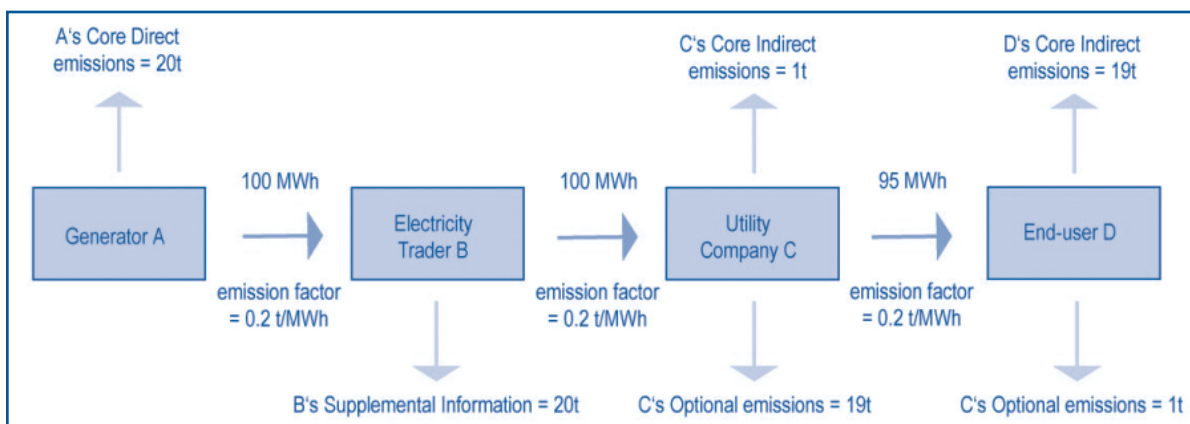 A's Core Direct
emissions = 20t
C's Core Indirect
emissions = 1t
D's Core Indirect
emissions = 19t
Generator A
100 MWh
emission factor
= 0.2 t/MWh
Electricity
Trader B
100 MWh
emission factor
= 0.2 t/MWh
Utility
Company C
95 MWh
emission factor
= 0.2 t/MWh
End-user D
B's Supplemental Information = 20t
C's Optional emissions = 19t
C's Optional emissions = 1t